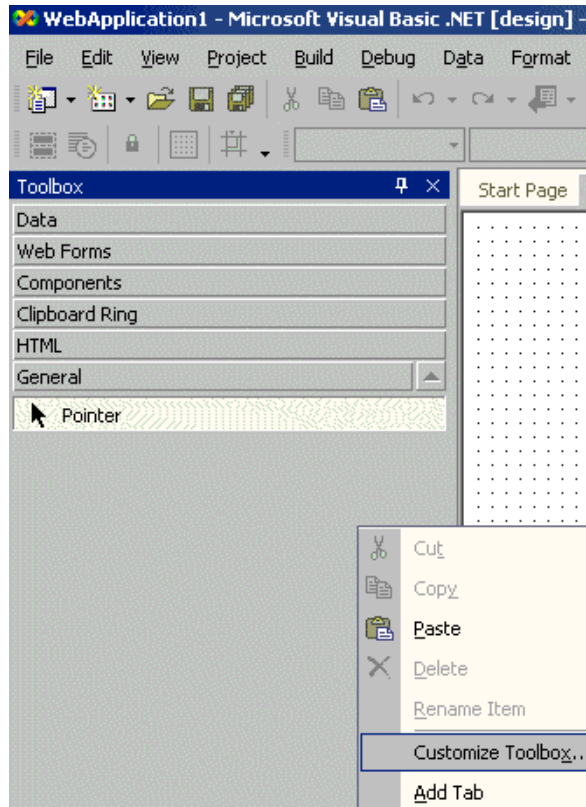 WebApplication1 - Microsoft Visual Basic .NET [design] -
File Edit View Project Build Debug Data Format
Toolbox
Start Page
Data
Web Forms
Components
Clipboard Ring
HTML
General
Pointer
Cut
Copy
Paste
Delete
Rename Item
Customize Toolbox...
Add Tab